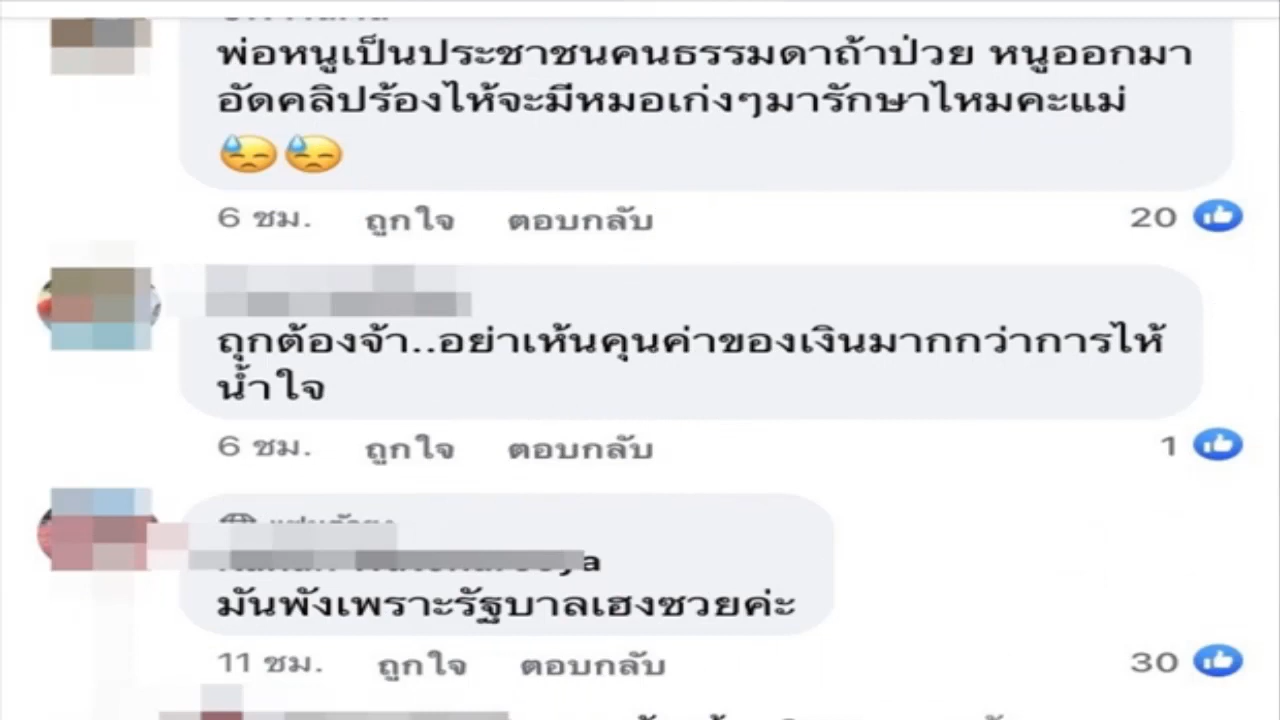 พ่อหนูเป็นประชาชนคนธรรมดาถ้าป่วย หนูออกมา
อัดคลิปร้องไห้จะมีหมอเก่งๆมารักษาไหมคะแม่
6 ชม. ถูกใจ ตอบกลับ 20
ถุกต้องจ้า..อย่าเห้นคุนค่าของเงินมากกว่าการไห้
น้ำใจ
6 ชม. ถูกใจ ตอบกลับ 1
มันพังเพราะรัฐบาลเฮงซวยค่ะ
11 ชม. ถูกใจ ตอบกลับ 30